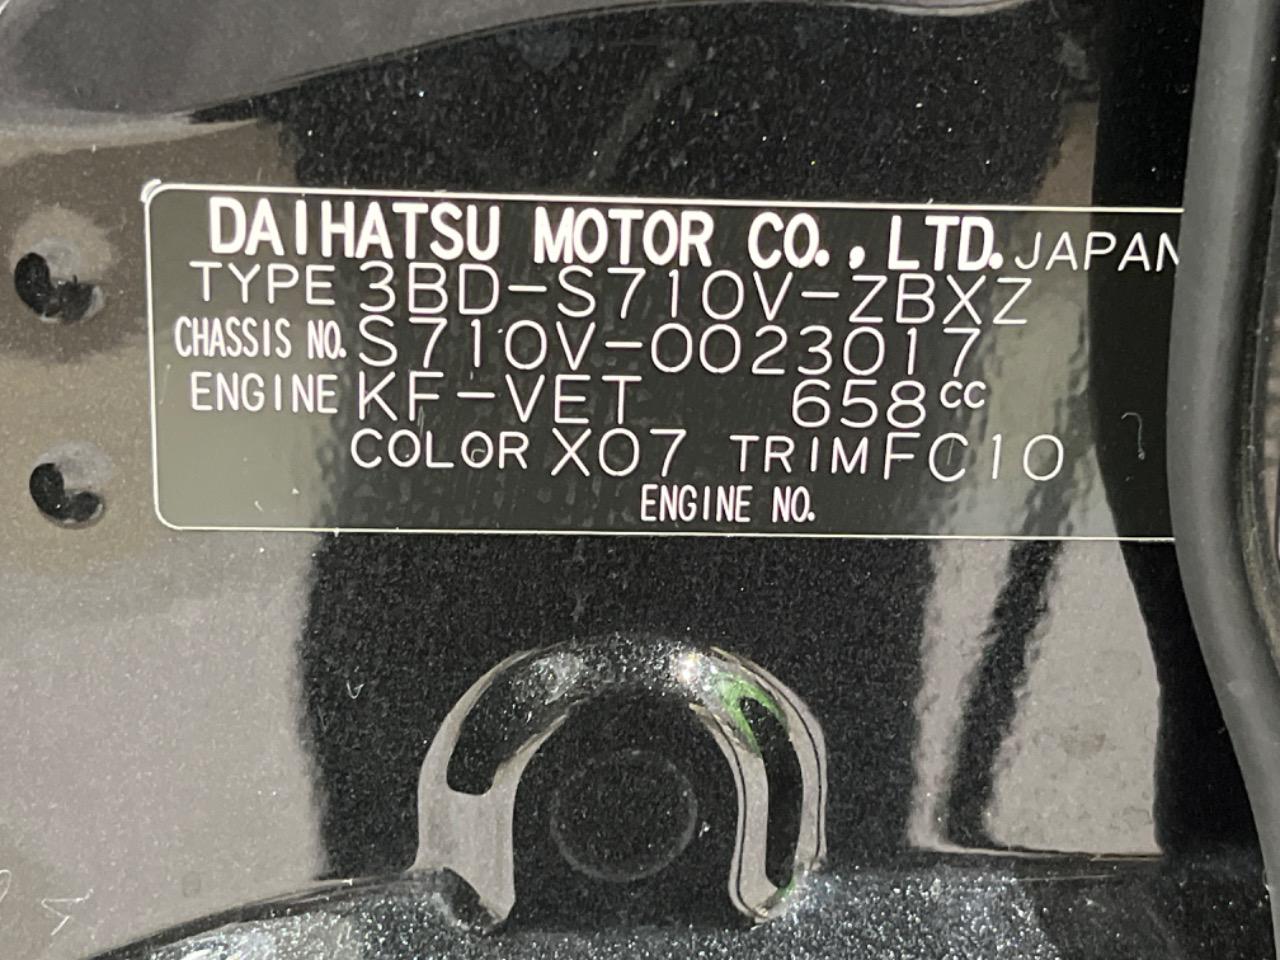 DAIHATSU MOTOR CO., LTD. JAPAN
TYPE 3BD-S710V-ZBXZ
CHASSIS NO. S710V-0023017
ENGINE KF-VET 658cc
COLOR X07 TRIM FC10
ENGINE NO.